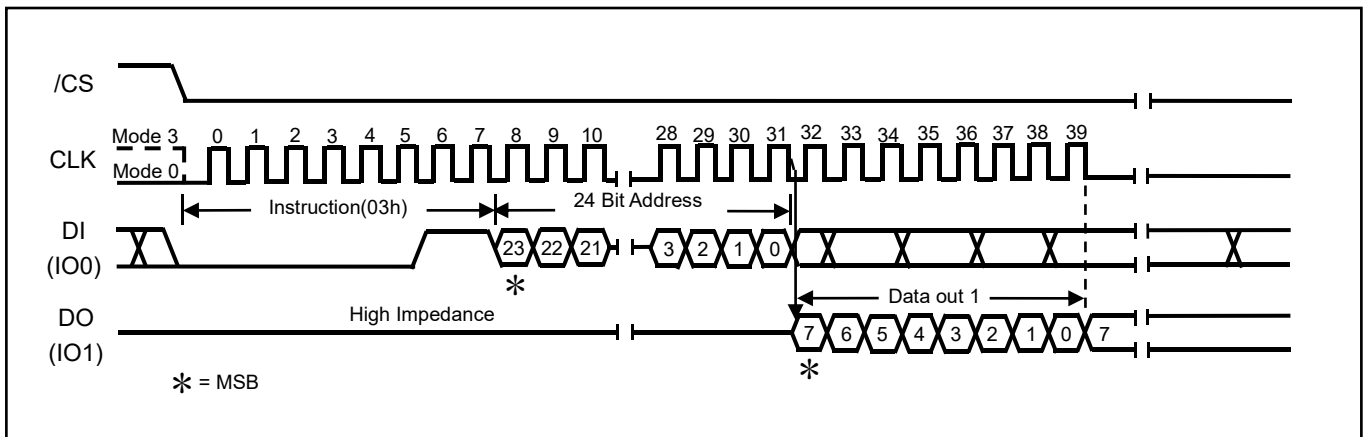 /CS
Mode 3 0 1 2 3 4 5 6 7 8 9 10 28 29 30 31 32 33 34 35 36 37 38 39
CLK
Mode 0
Instruction(03h) 24 Bit Address
DI
(IO0)
23 22 21 3 2 1 0
* *
Data out 1
High Impedance
DO
(IO1)
7 6 5 4 3 2 1 0 7
* = MSB